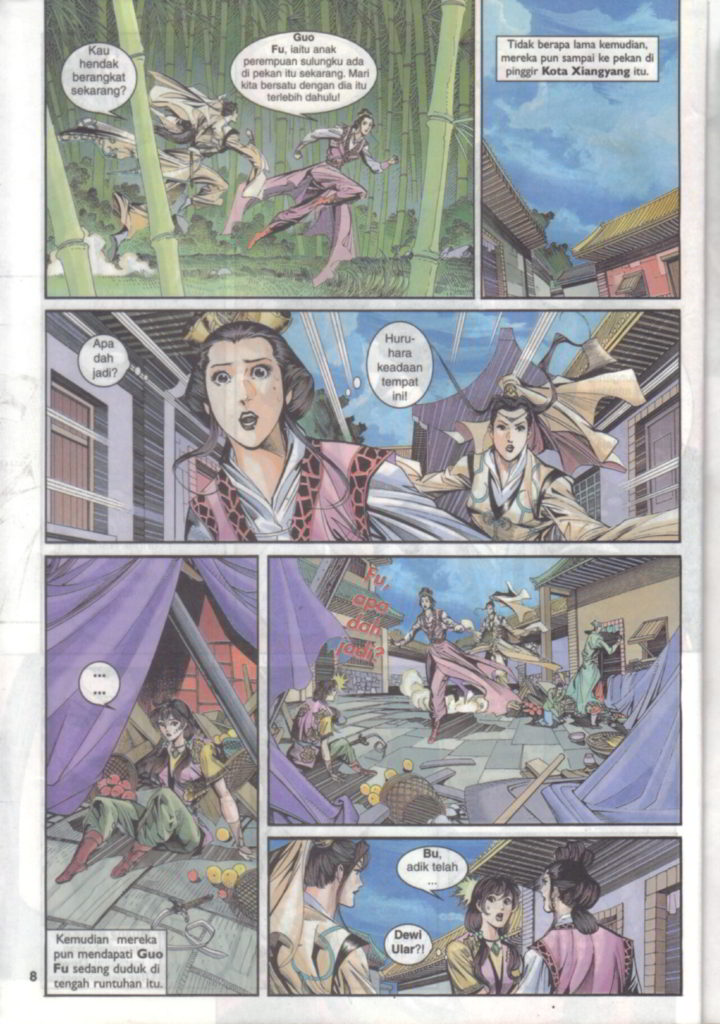 Kau
hendak
berangkat
sekarang?
Guo
Fu, iaitu anak
perempuan sulungku ada
di pekan itu sekarang. Mari
kita bersatu dengan dia itu
terlebih dahulu!
Tidak berapa lama kemudian,
mereka pun sampai ke pekan di
pinggir Kota Xiangyang itu.
Apa
dah
jadi?
Huru-
hara
keadaan
tempat
ini!
...
...
Kemudian mereka
pun mendapati Guo
Fu sedang duduk di
tengah runtuhan itu.
Fu,
apa
dah
jadi?
Bu,
adik telah
...
Dewi
Ular?!
8